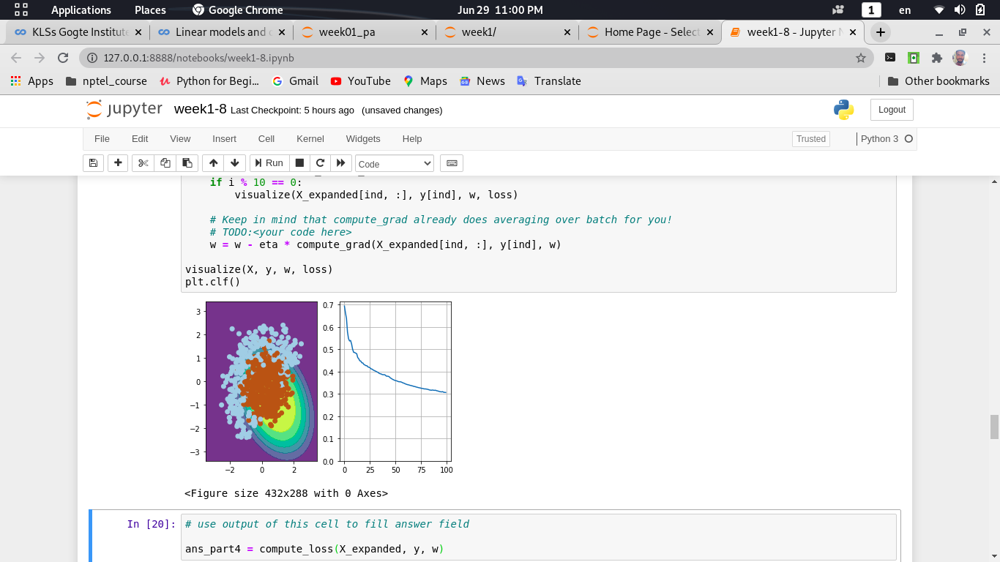 Applications Places Google Chrome Jun 29 11:00 PM 1 en
KLSs Gogte Institute Linear models and week01_pa week1/ Home Page - Select week1-8 - Jupyter
127.0.0.1:8888/notebooks/week1-8.ipynb
Apps nptel_course Python for Begi... Gmail YouTube Maps News Translate Other bookmarks
jupyter week1-8 Last Checkpoint: 5 hours ago (unsaved changes) Logout
File Edit View Insert Cell Kernel Widgets Help Trusted Python 3
Run Code
if i % 10 == 0:
visualize(X_expanded[ind, :], y[ind], w, loss)
# Keep in mind that compute_grad already does averaging over batch for you!
# TODO:<your code here>
w = w - eta * compute_grad(X_expanded[ind, :], y[ind], w)
visualize(X, y, w, loss)
plt.clf()
3
2
1
0
−1
−2
−3
−2 0 2
0.7
0.6
0.5
0.4
0.3
0.2
0.1
0.0
0 25 50 75 100
<Figure size 432x288 with 0 Axes>
In [20]: # use output of this cell to fill answer field
ans_part4 = compute_loss(X_expanded, y, w)